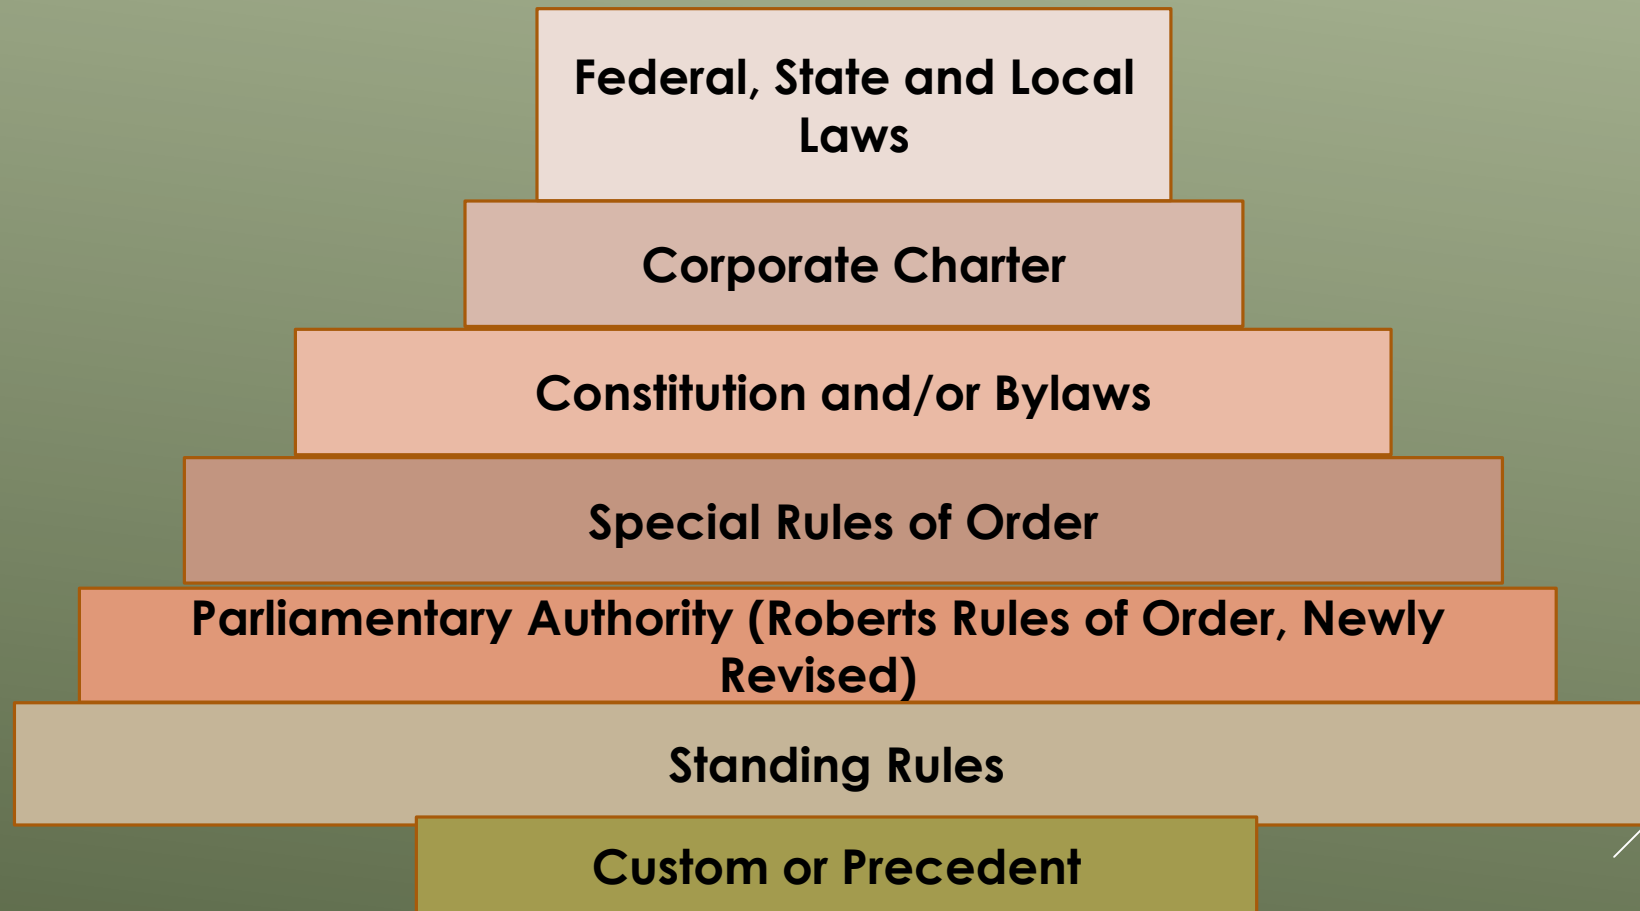 Federal, State and Local
Laws
Corporate Charter
Constitution and/or Bylaws
Special Rules of Order
Parliamentary Authority (Roberts Rules of Order, Newly
Revised)
Standing Rules
Custom or Precedent